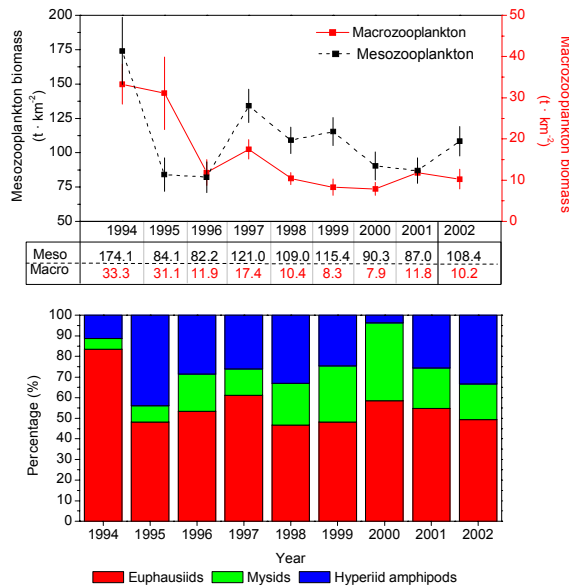 Mesozooplankton biomass
(t · km-2)
200
175
150
125
100
75
50
Macrozooplankton
Mesozooplankton
50
40
30
20
10
0
Macrozooplankton biomass
(t · km-2)
1994 1995 1996 1997 1998 1999 2000 2001 2002
Meso 174.1 84.1 82.2 121.0 109.0 115.4 90.3 87.0 108.4
Macro 33.3 31.1 11.9 17.4 10.4 8.3 7.9 11.8 10.2
Percentage (%)
100
90
80
70
60
50
40
30
20
10
0
1994 1995 1996 1997 1998 1999 2000 2001 2002
Year
Euphausiids Mysids Hyperiid amphipods